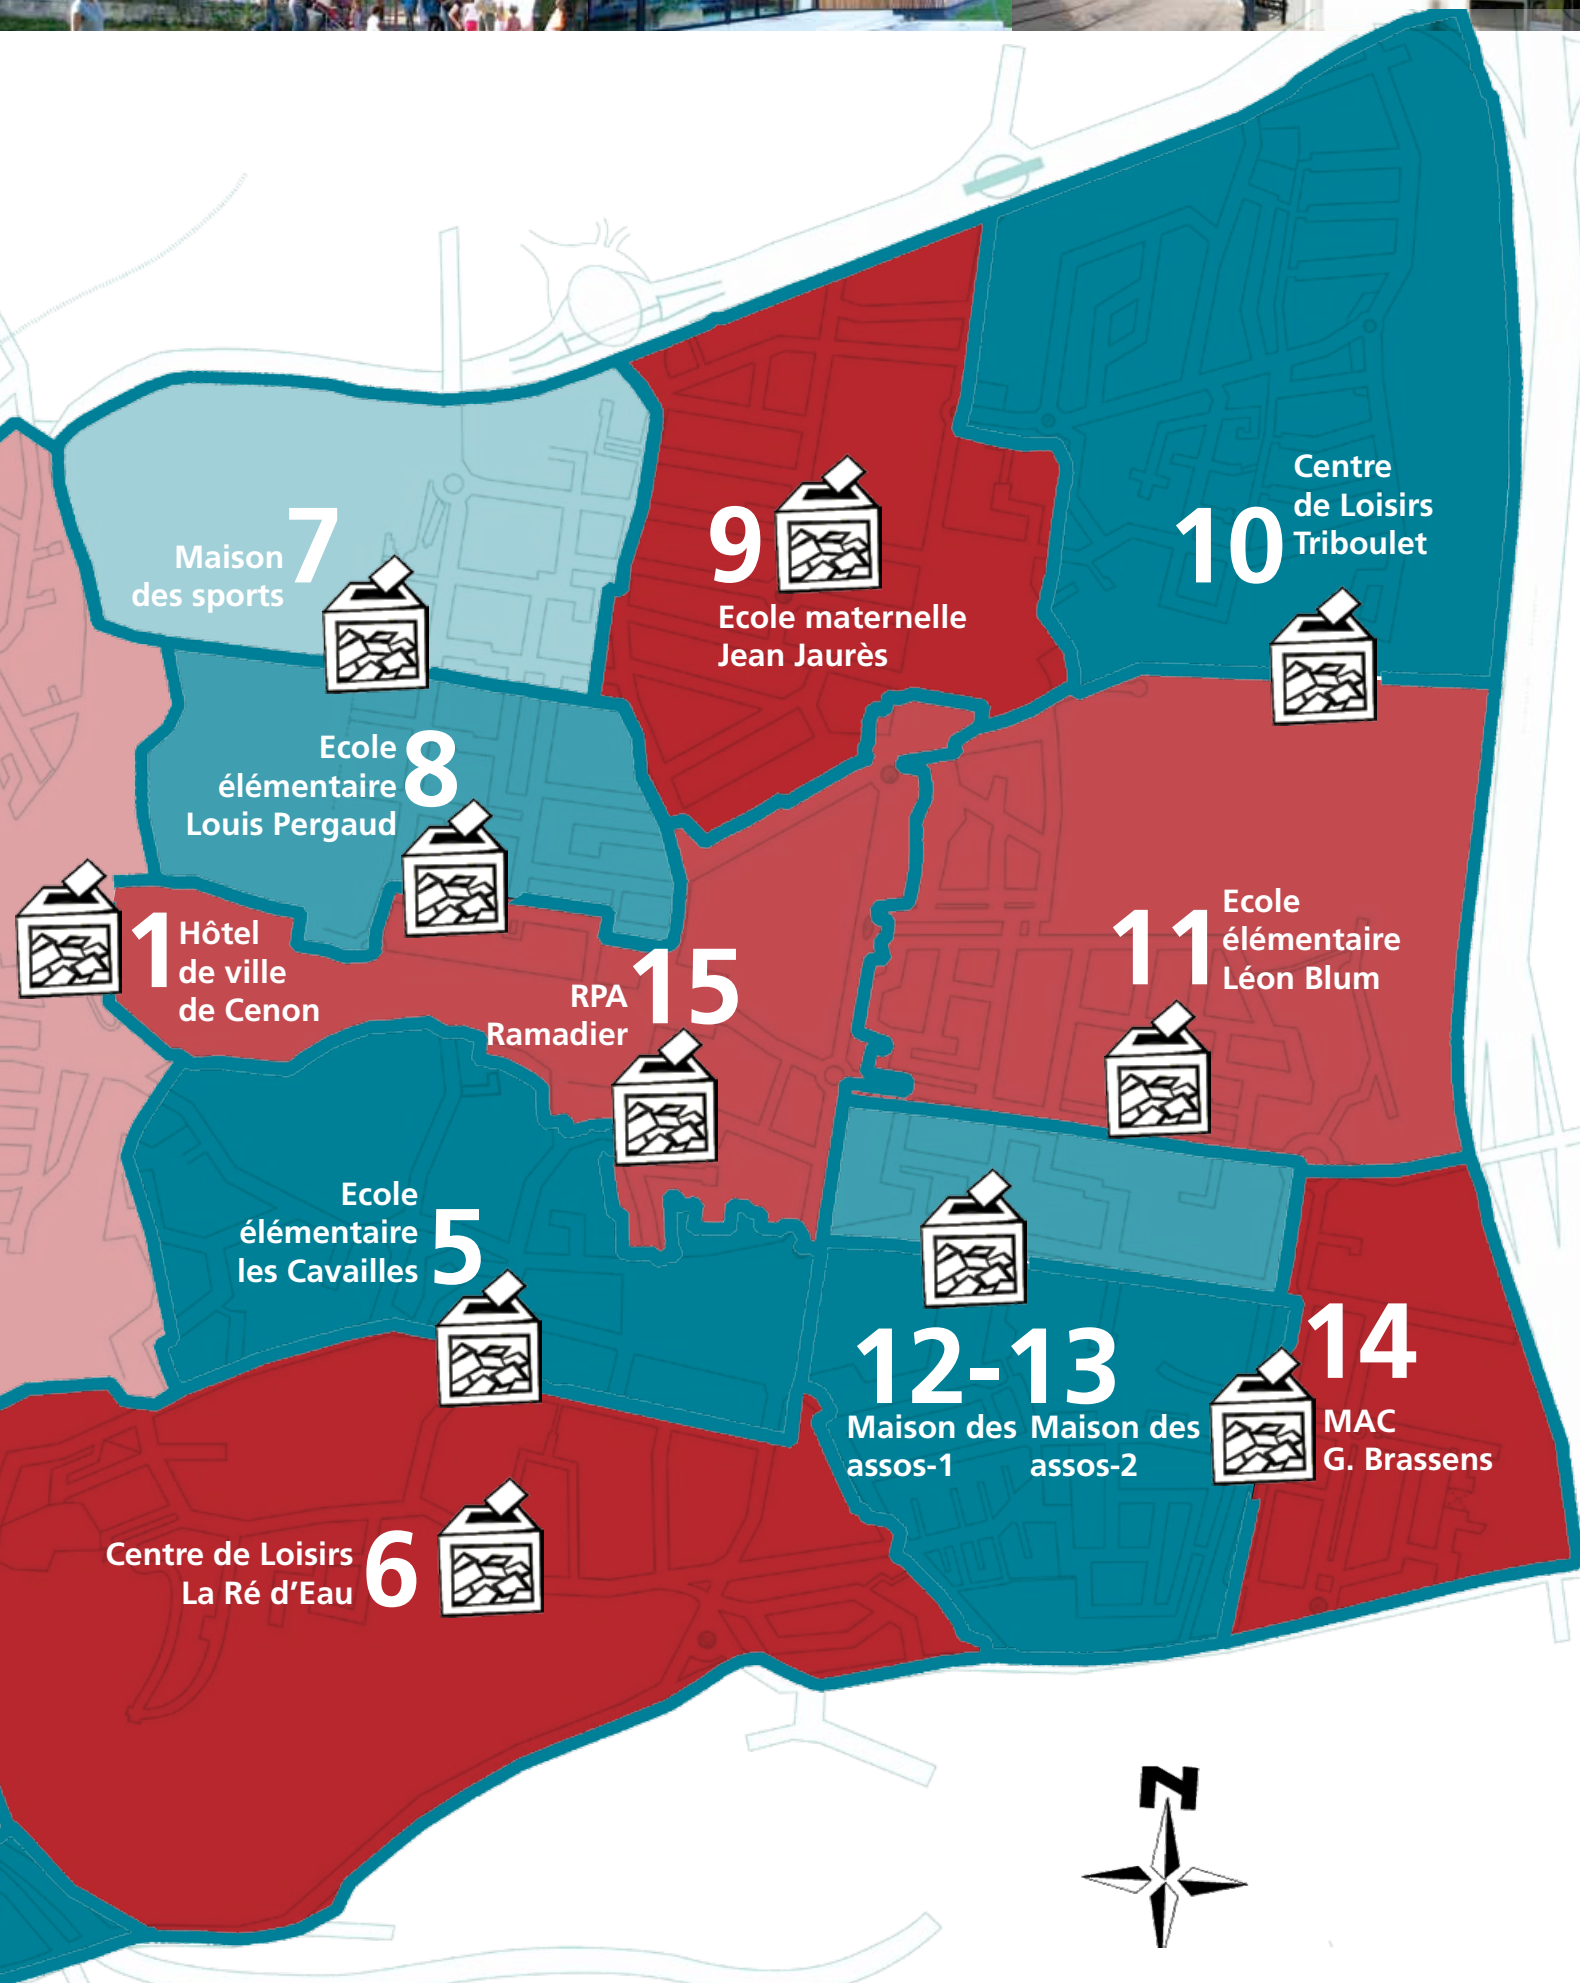 7
Maison
des sports
9
Ecole maternelle
Jean Jaurès
10
Centre
de Loisirs
Triboulet
8
Ecole
élémentaire
Louis Pergaud
1
Hôtel
de ville
de Cenon
15
RPA
Ramadier
11
Ecole
élémentaire
Léon Blum
5
Ecole
élémentaire
les Cavailles
12-13
Maison des
assos-1
Maison des
assos-2
14
MAC
G. Brassens
6
Centre de Loisirs
La Ré d’Eau
N